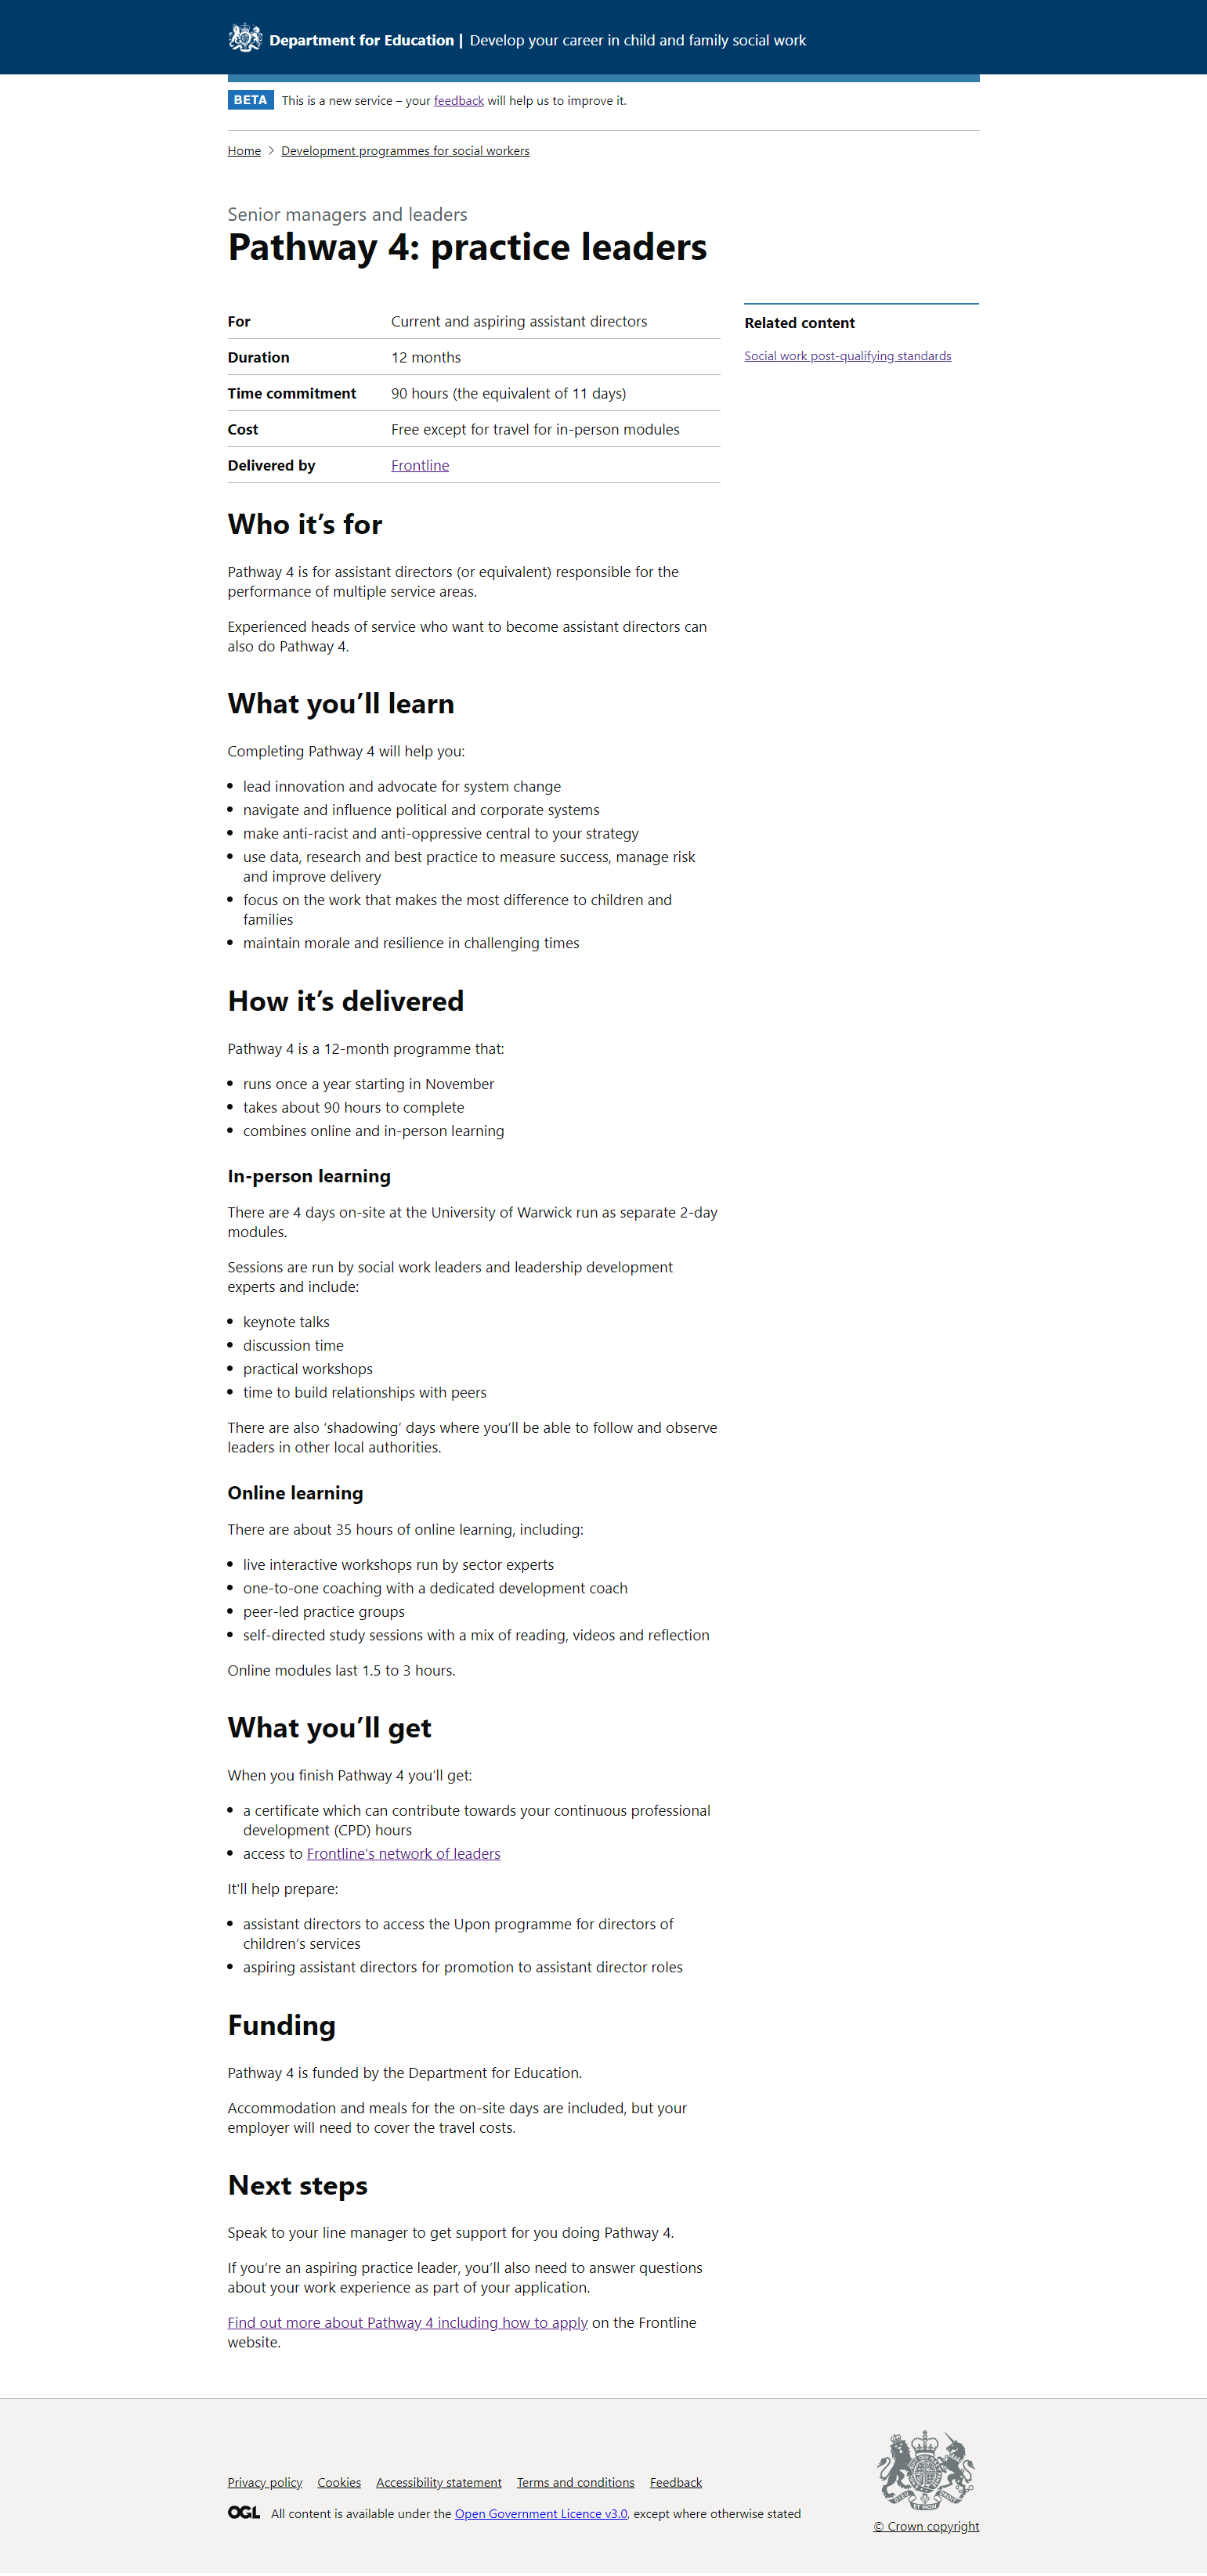 Department for Education | Develop your career in child and family social work
BETA This is a new service – your feedback will help us to improve it.
Home > Development programmes for social workers
Senior managers and leaders
Pathway 4: practice leaders
For Current and aspiring assistant directors
Duration 12 months
Time commitment 90 hours (the equivalent of 11 days)
Cost Free except for travel for in-person modules
Delivered by Frontline
Related content
Social work post-qualifying standards
Who it’s for
Pathway 4 is for assistant directors (or equivalent) responsible for the
performance of multiple service areas.
Experienced heads of service who want to become assistant directors can
also do Pathway 4.
What you’ll learn
Completing Pathway 4 will help you:
• lead innovation and advocate for system change
• navigate and influence political and corporate systems
• make anti-racist and anti-oppressive central to your strategy
• use data, research and best practice to measure success, manage risk
and improve delivery
• focus on the work that makes the most difference to children and
families
• maintain morale and resilience in challenging times
How it’s delivered
Pathway 4 is a 12-month programme that:
• runs once a year starting in November
• takes about 90 hours to complete
• combines online and in-person learning
In-person learning
There are 4 days on-site at the University of Warwick run as separate 2-day
modules.
Sessions are run by social work leaders and leadership development
experts and include:
• keynote talks
• discussion time
• practical workshops
• time to build relationships with peers
There are also ‘shadowing’ days where you’ll be able to follow and observe
leaders in other local authorities.
Online learning
There are about 35 hours of online learning, including:
• live interactive workshops run by sector experts
• one-to-one coaching with a dedicated development coach
• peer-led practice groups
• self-directed study sessions with a mix of reading, videos and reflection
Online modules last 1.5 to 3 hours.
What you’ll get
When you finish Pathway 4 you’ll get:
• a certificate which can contribute towards your continuous professional
development (CPD) hours
• access to Frontline's network of leaders
It'll help prepare:
• assistant directors to access the Upon programme for directors of
children’s services
• aspiring assistant directors for promotion to assistant director roles
Funding
Pathway 4 is funded by the Department for Education.
Accommodation and meals for the on-site days are included, but your
employer will need to cover the travel costs.
Next steps
Speak to your line manager to get support for you doing Pathway 4.
If you’re an aspiring practice leader, you’ll also need to answer questions
about your work experience as part of your application.
Find out more about Pathway 4 including how to apply on the Frontline
website.
Privacy policy Cookies Accessibility statement Terms and conditions Feedback
OGL All content is available under the Open Government Licence v3.0, except where otherwise stated
© Crown copyright